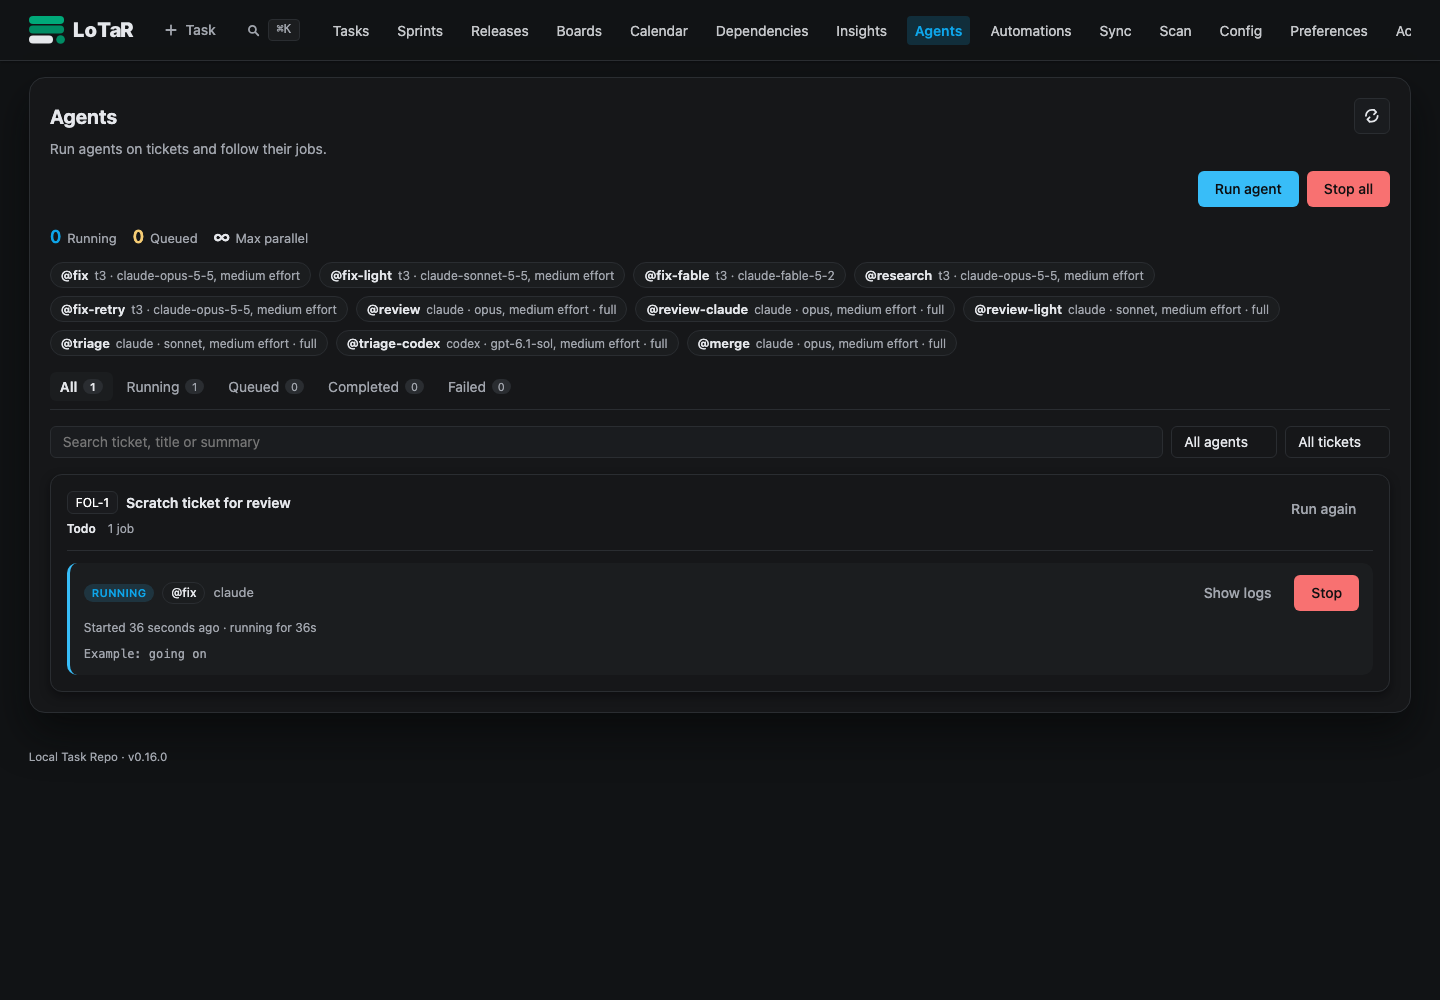 LoTaR + Task ⌘K Tasks Sprints Releases Boards Calendar Dependencies Insights Agents Automations Sync Scan Config Preferences Ac
Agents
Run agents on tickets and follow their jobs.
Run agent Stop all
0 Running 0 Queued ∞ Max parallel
@fix t3 · claude-opus-5-5, medium effort @fix-light t3 · claude-sonnet-5-5, medium effort @fix-fable t3 · claude-fable-5-2 @research t3 · claude-opus-5-5, medium effort
@fix-retry t3 · claude-opus-5-5, medium effort @review claude · opus, medium effort · full @review-claude claude · opus, medium effort · full @review-light claude · sonnet, medium effort · full
@triage claude · sonnet, medium effort · full @triage-codex codex · gpt-6.1-sol, medium effort · full @merge claude · opus, medium effort · full
All 1 Running 1 Queued 0 Completed 0 Failed 0
Search ticket, title or summary All agents All tickets
FOL-1 Scratch ticket for review Run again
Todo 1 job
RUNNING @fix claude Show logs Stop
Started 36 seconds ago · running for 36s
Example: going on
Local Task Repo · v0.16.0